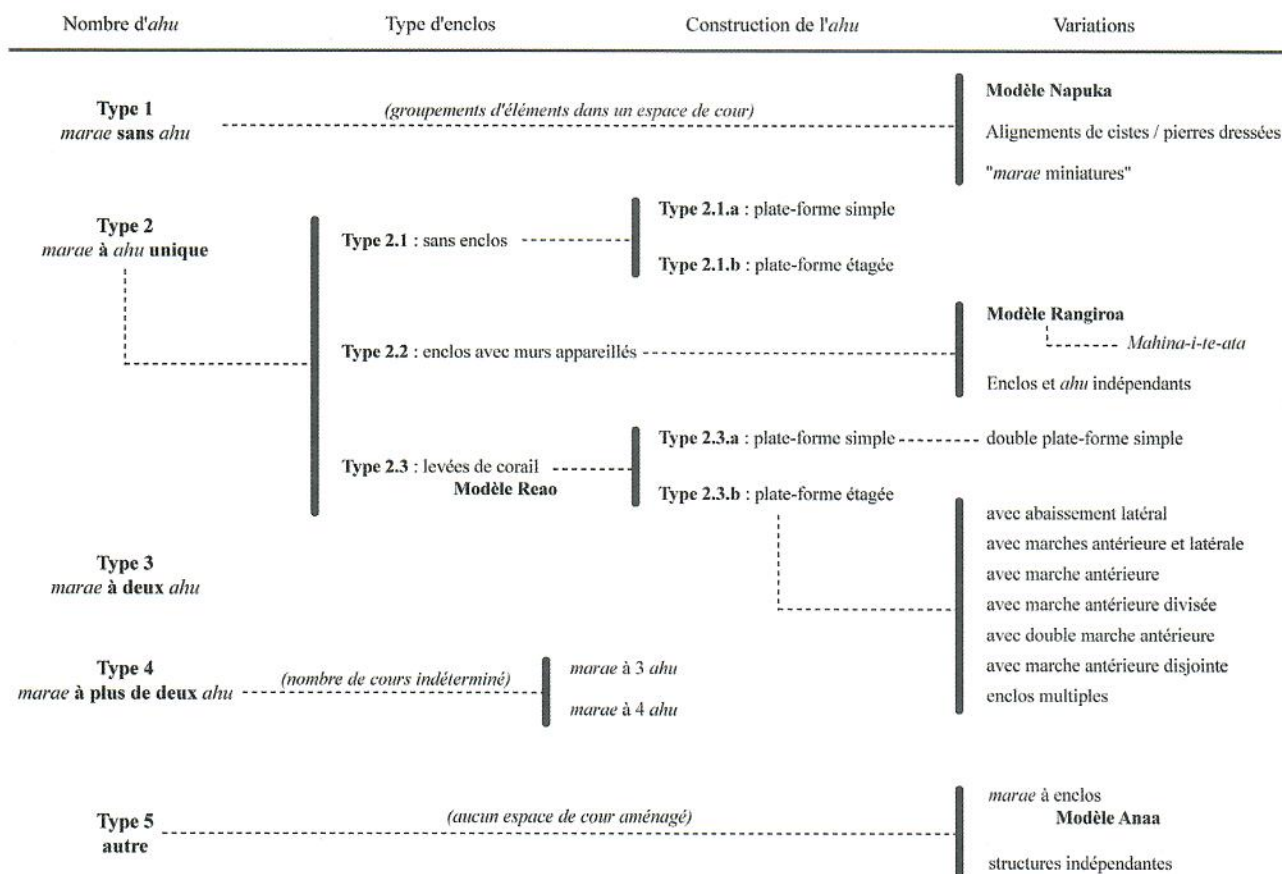 Nombre d'ahu
Type d'enclos
Construction de l'ahu
Variations
Type 1
marae sans ahu
(groupements d'éléments dans un espace de cour)
Modèle Napuka
Alignements de cistes / pierres dressées
"marae miniatures"
Type 2
marae à ahu unique
Type 2.1 : sans enclos
Type 2.1.a : plate-forme simple
Type 2.1.b : plate-forme étagée
Type 2.2 : enclos avec murs appareillés
Modèle Rangiroa
Mahina-i-te-ata
Enclos et ahu indépendants
Type 2.3 : levées de corail
Modèle Reao
Type 2.3.a : plate-forme simple
double plate-forme simple
Type 2.3.b : plate-forme étagée
avec abaissement latéral
avec marches antérieure et latérale
avec marche antérieure
avec marche antérieure divisée
avec double marche antérieure
avec marche antérieure disjointe
enclos multiples
Type 3
marae à deux ahu
Type 4
marae à plus de deux ahu
(nombre de cours indéterminé)
marae à 3 ahu
marae à 4 ahu
Type 5
autre
(aucun espace de cour aménagé)
marae à enclos
Modèle Anaa
structures indépendantes